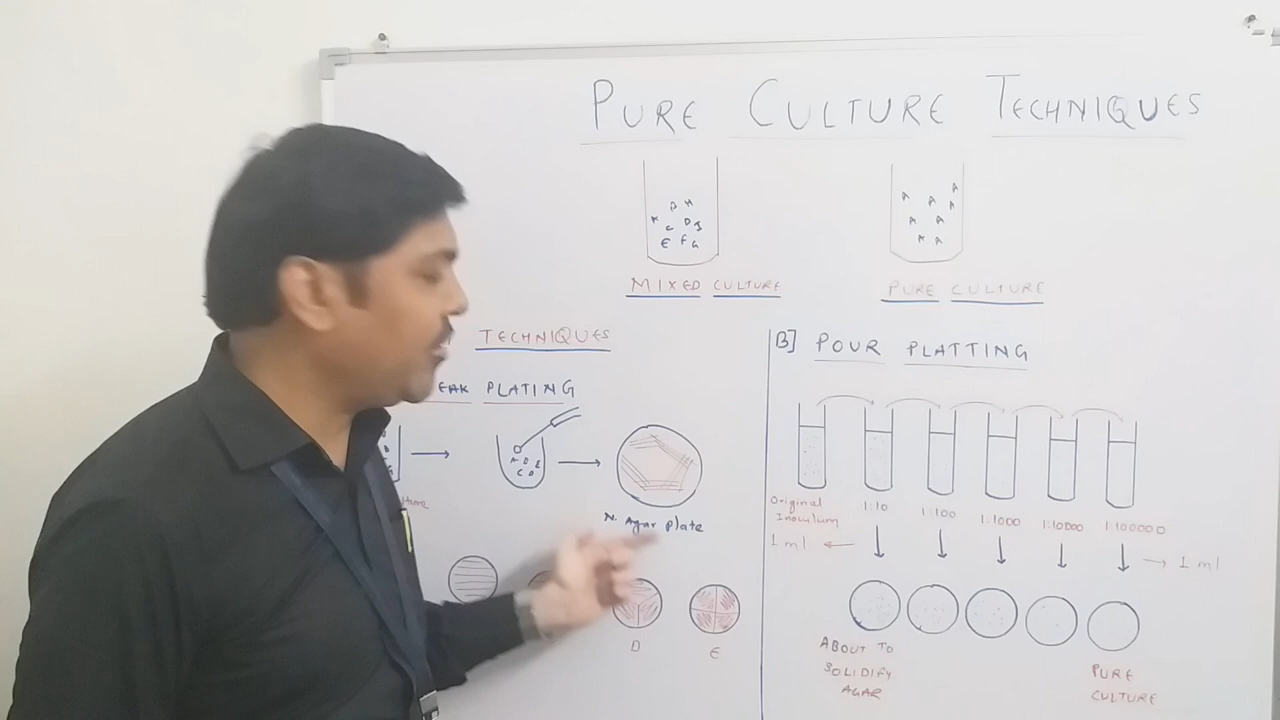 PURE CULTURE TECHNIQUES
MIXED CULTURE
PURE CULTURE
TECHNIQUES
EAK PLATING
N. Agar plate
D
E
B] POUR PLATTING
Original
Inoculum
1:10
1:100
1:1000
1:10000
1:100000
1 ml
1 ml
ABOUT TO
SOLIDIFY
AGAR
PURE
CULTURE